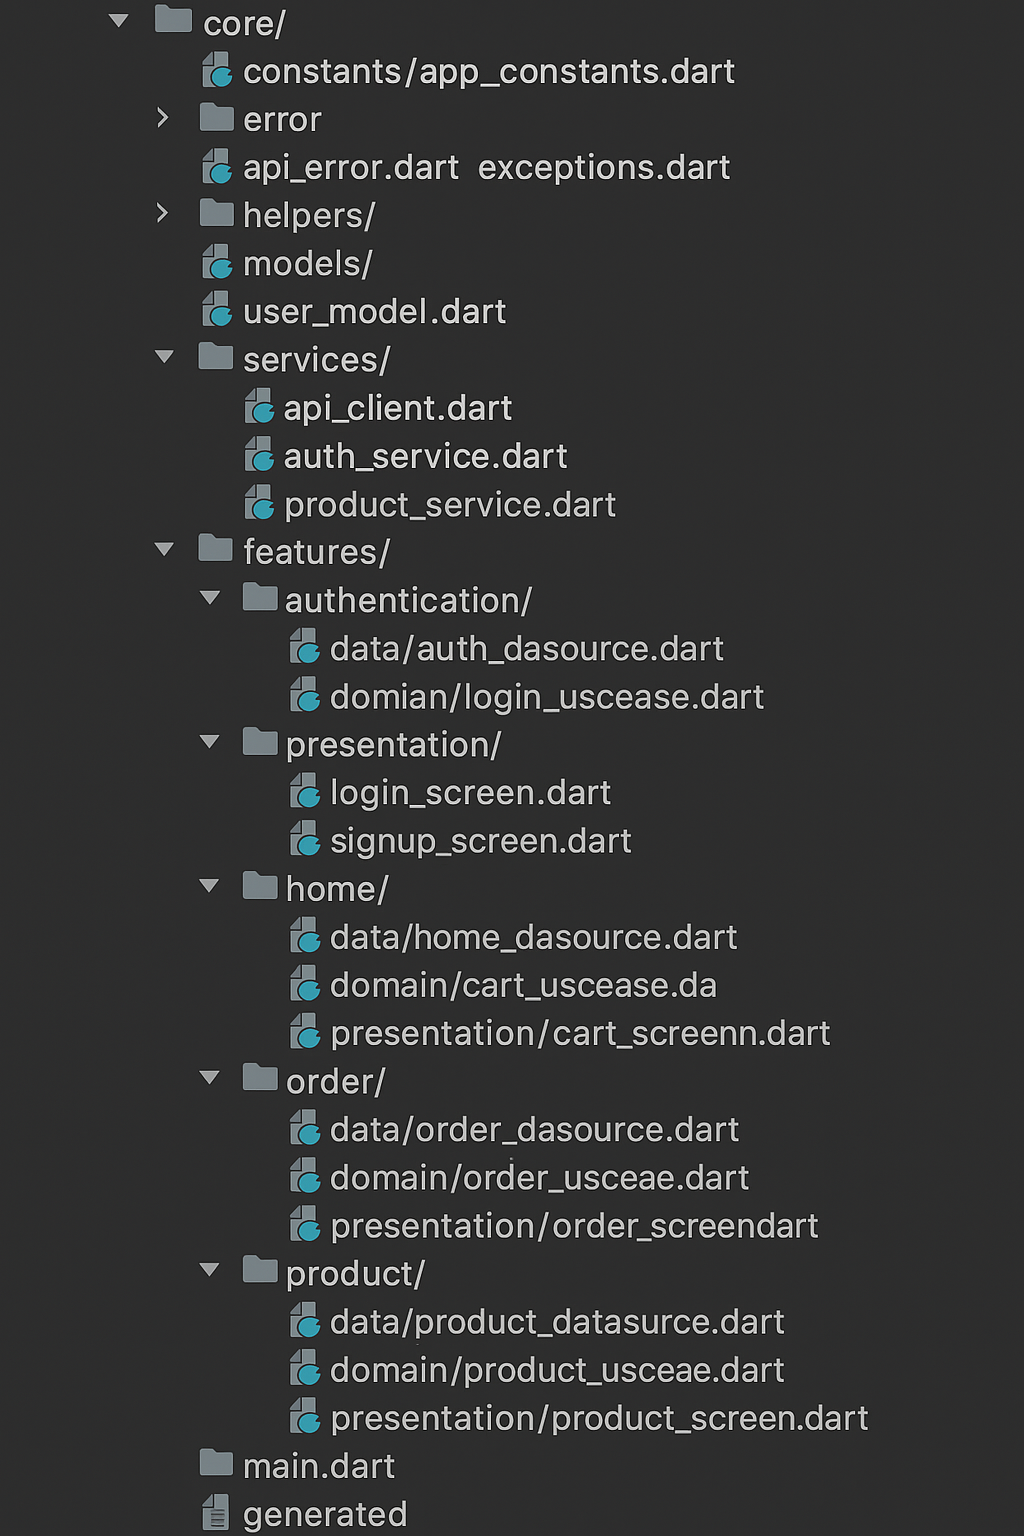 core/
constants/app_constants.dart
error
api_error.dart exceptions.dart
helpers/
models/
user_model.dart
services/
api_client.dart
auth_service.dart
product_service.dart
features/
authentication/
data/auth_dasource.dart
domian/login_uscease.dart
presentation/
login_screen.dart
signup_screen.dart
home/
data/home_dasource.dart
domain/cart_uscease.da
presentation/cart_screenn.dart
order/
data/order_dasource.dart
domain/order_usceae.dart
presentation/order_screendart
product/
data/product_datasurce.dart
domain/product_usceae.dart
presentation/product_screen.dart
main.dart
generated